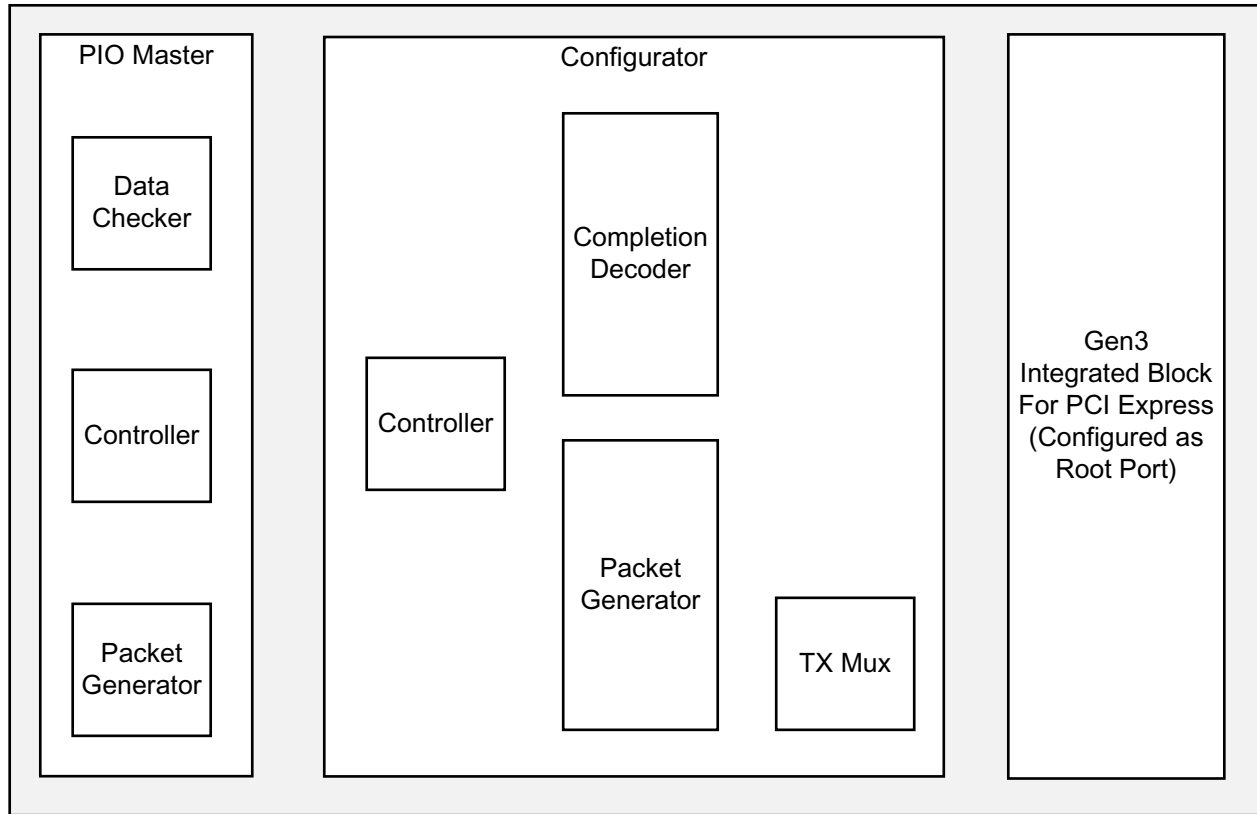 PIO Master
Data
Checker
Controller
Packet
Generator
Configurator
Completion
Decoder
Controller
Packet
Generator
TX Mux
Gen3
Integrated Block
For PCI Express
(Configured as
Root Port)